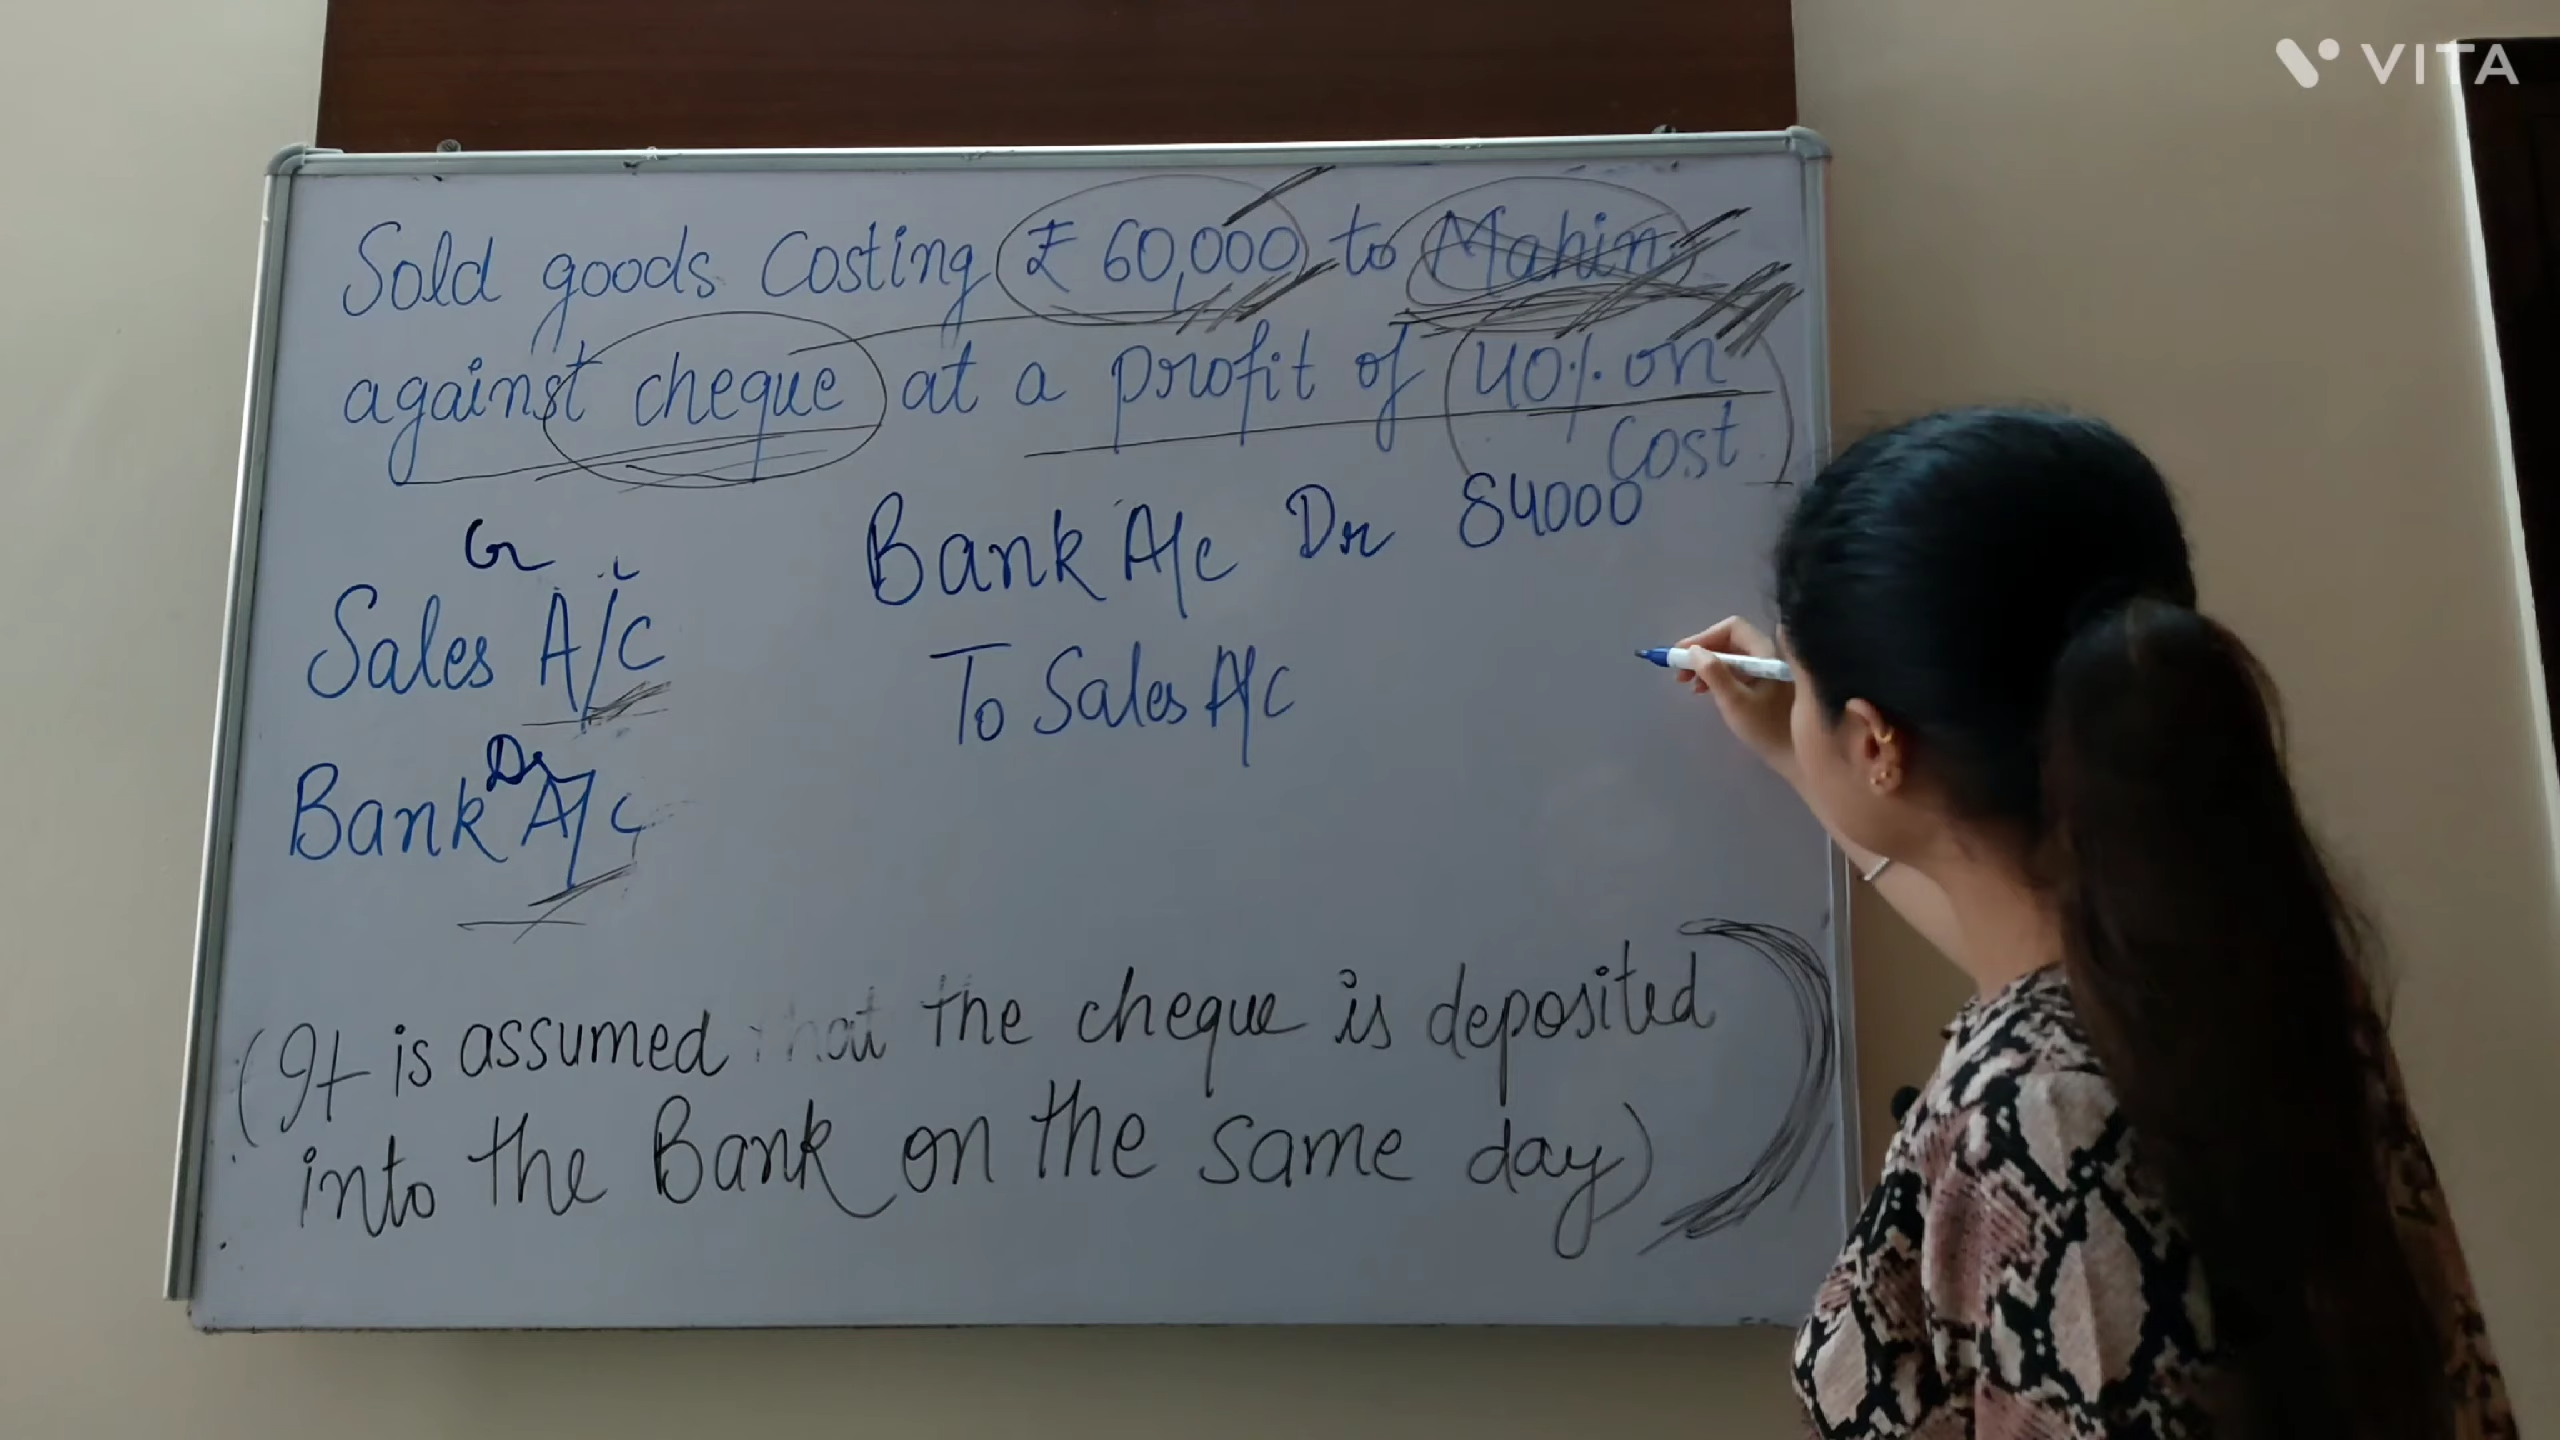 VITA
Sold goods Costing ₹ 60,000 to Mahin
against cheque at a profit of 40% on
Cost
Bank A/c Dr 84000
Cr
Sales A/c
To Sales A/c
Dr
Bank A/c
(It is assumed that the cheque is deposited
into the Bank on the same day)